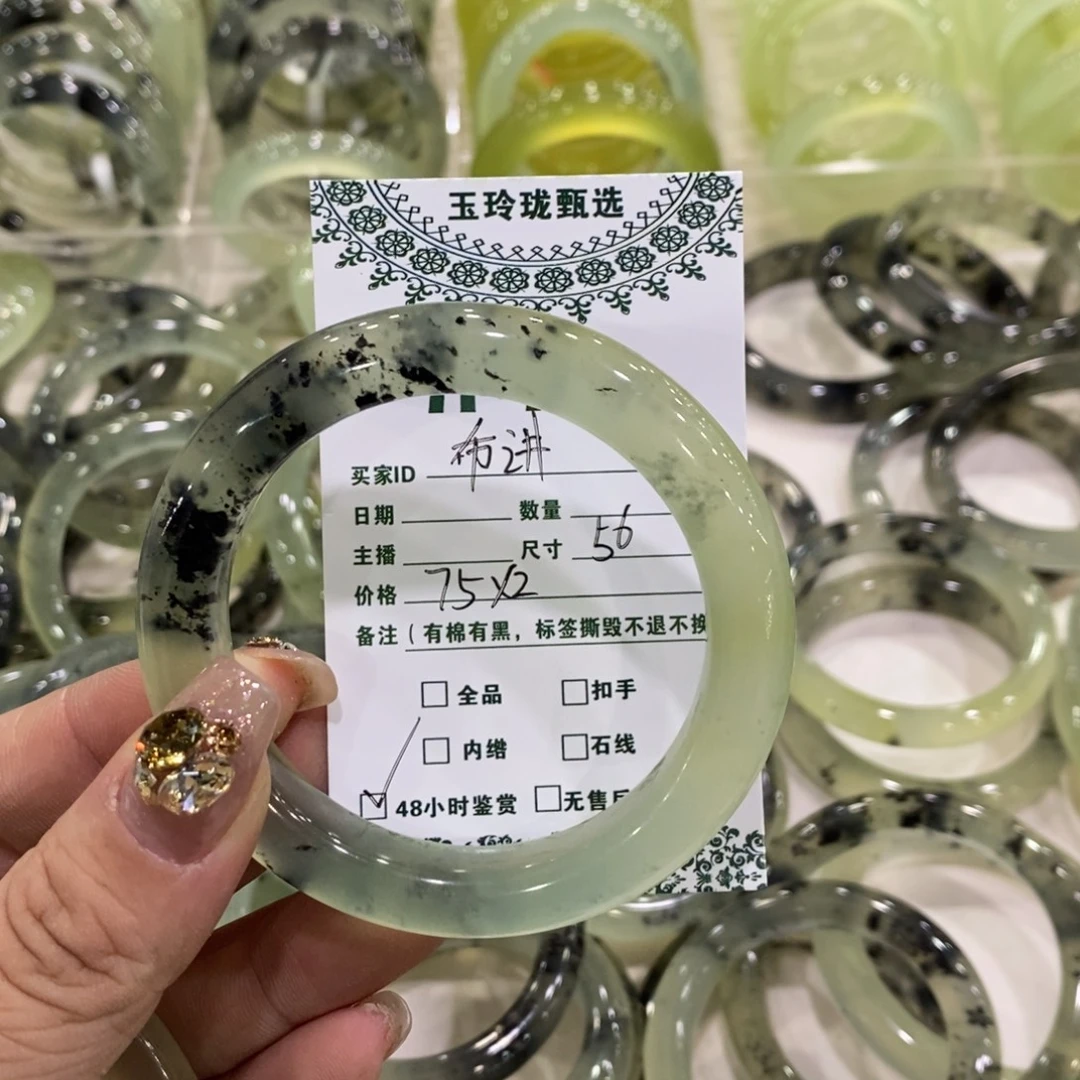 玉玲珑甄选
买家ID 布讲
日期 数量
主播 尺寸 56
价格 75x2
备注(有棉有黑,标签撕毁不退不换
全品 扣手
内绺 石线
48小时鉴赏 无售后